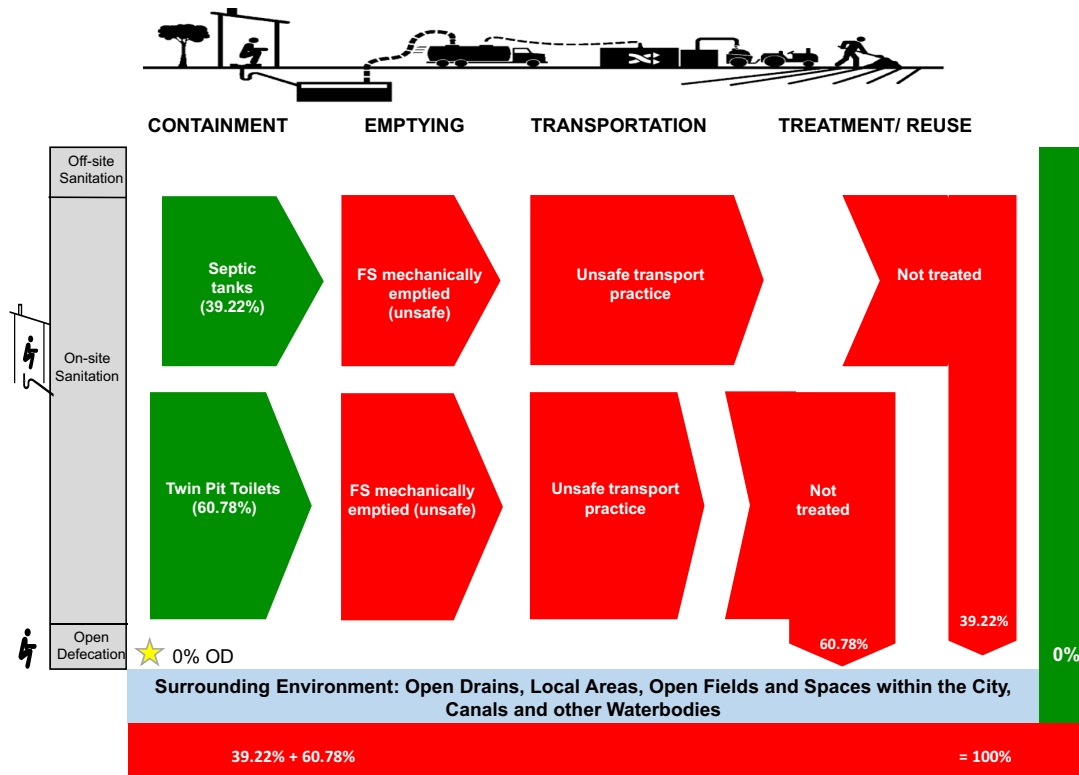 CONTAINMENT
EMPTYING
TRANSPORTATION
TREATMENT/ REUSE
Off-site
Sanitation
On-site
Sanitation
Open
Defecation
Septic
tanks
(39.22%)
FS mechanically
emptied
(unsafe)
Unsafe transport
practice
Not treated
Twin Pit Toilets
(60.78%)
FS mechanically
emptied (unsafe)
Unsafe transport
practice
Not
treated
39.22%
60.78%
0%
0% OD
Surrounding Environment: Open Drains, Local Areas, Open Fields and Spaces within the City,
Canals and other Waterbodies
39.22% + 60.78%
= 100%